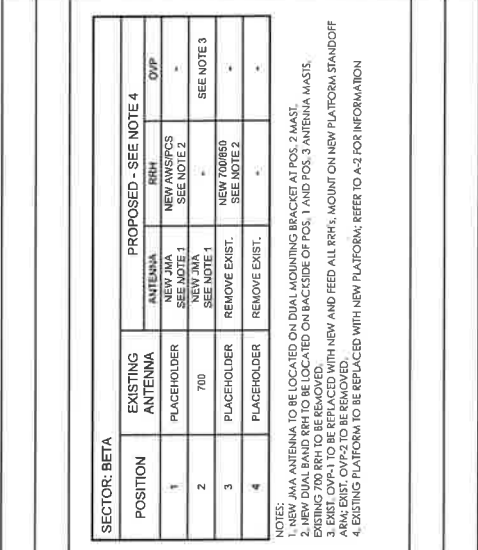 SECTOR: BETA
POSITION
EXISTING
ANTENNA
PROPOSED - SEE NOTE 4
ANTENNA
RRH
OVP
1
PLACEHOLDER
NEW JMA
SEE NOTE 1
NEW AWS/PCS
SEE NOTE 2
-
2
700
NEW JMA
SEE NOTE 1
-
SEE NOTE 3
3
PLACEHOLDER
REMOVE EXIST.
NEW 700/850
SEE NOTE 2
-
4
PLACEHOLDER
REMOVE EXIST.
-
-
NOTES:
1. NEW JMA ANTENNA TO BE LOCATED ON DUAL MOUNTING BRACKET AT POS. 2 MAST.
2. NEW DUAL BAND RRH TO BE LOCATED ON BACKSIDE OF POS. 1 AND POS. 3 ANTENNA MASTS.
EXISTING 700 RRH TO BE REMOVED.
3. EXIST. OVP-1 TO BE REPLACED WITH NEW AND FEED ALL RRH's, MOUNT ON NEW PLATFORM STANDOFF
ARM; EXIST. OVP-2 TO BE REMOVED.
4. EXISTING PLATFORM TO BE REPLACED WITH NEW PLATFORM; REFER TO A-2 FOR INFORMATION